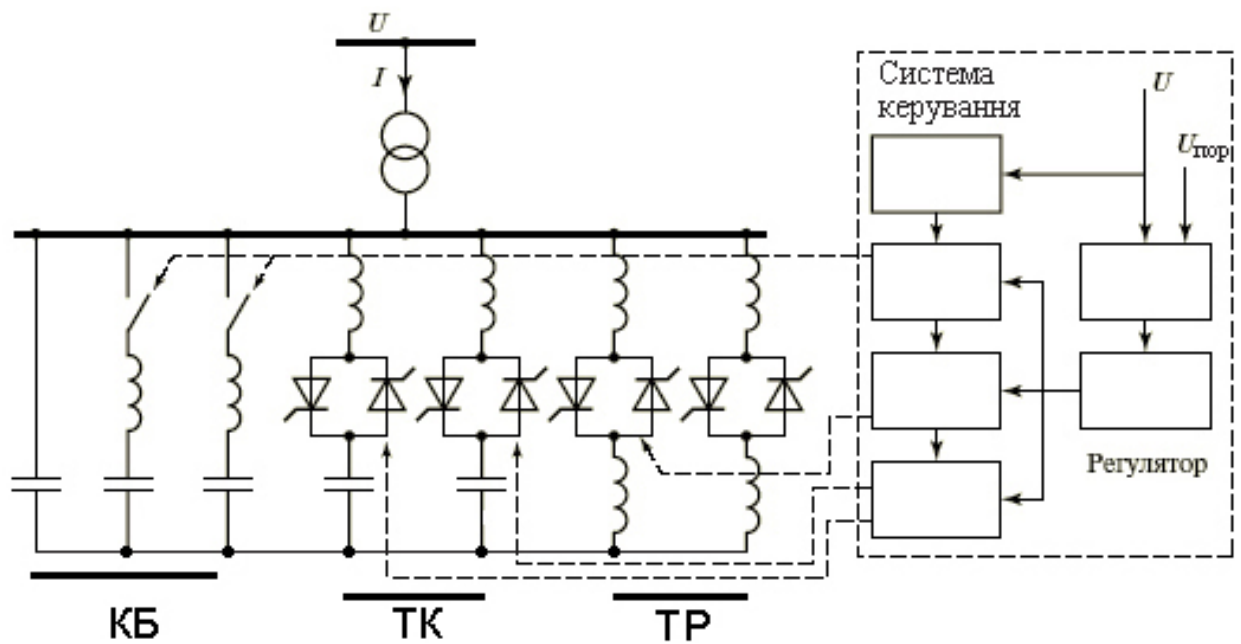 U
I
Система
керування
U
Uпор
Регулятор
КБ
ТК
ТР